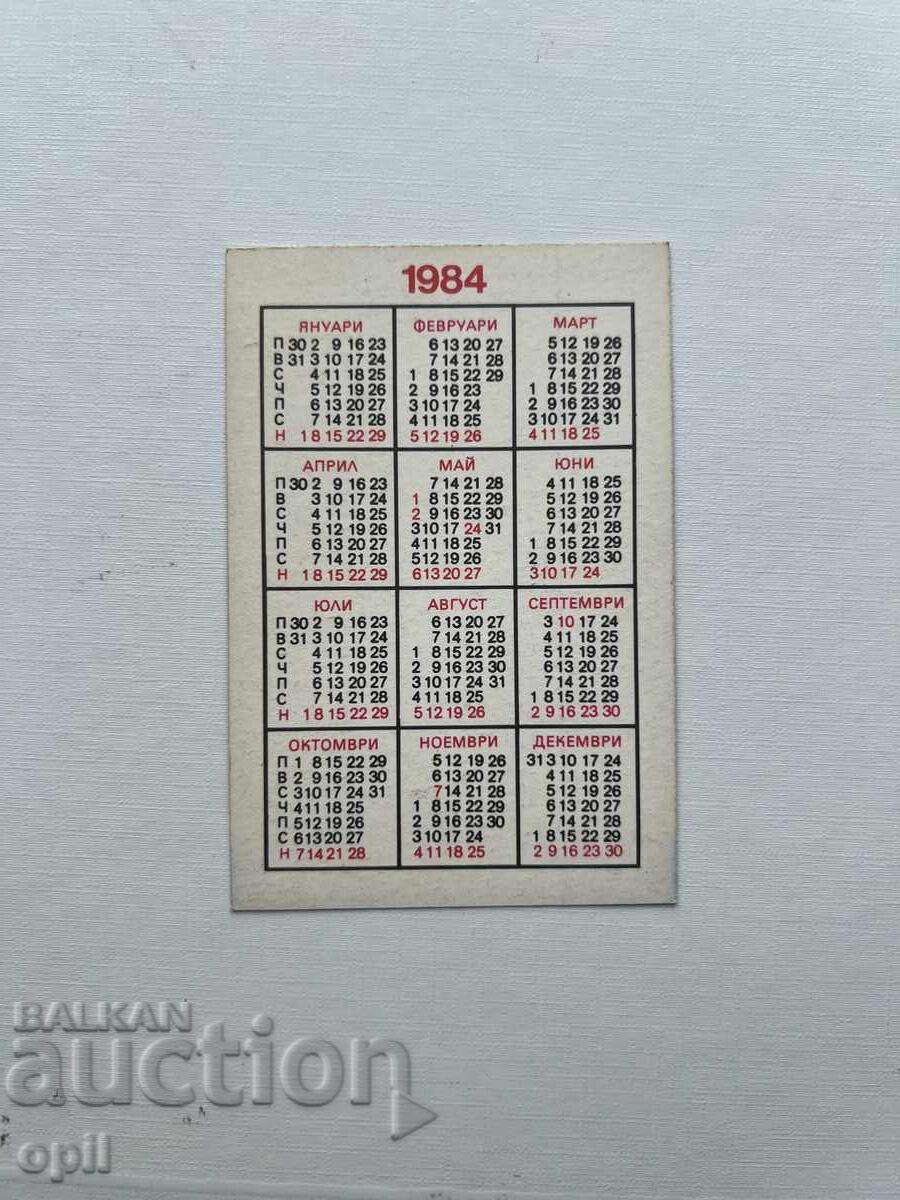 1984
ЯНУАРИ ФЕВРУАРИ МАРТ
П 30 2 9 16 23 6 13 20 27 5 12 19 26
В 31 3 10 17 24 7 14 21 28 6 13 20 27
С 4 11 18 25 1 8 15 22 29 7 14 21 28
Ч 5 12 19 26 2 9 16 23 1 8 15 22 29
П 6 13 20 27 3 10 17 24 2 9 16 23 30
С 7 14 21 28 4 11 18 25 3 10 17 24 31
Н 1 8 15 22 29 5 12 19 26 4 11 18 25
АПРИЛ МАЙ ЮНИ
П 30 2 9 16 23 7 14 21 28 4 11 18 25
В 3 10 17 24 1 8 15 22 29 5 12 19 26
С 4 11 18 25 2 9 16 23 30 6 13 20 27
Ч 5 12 19 26 3 10 17 24 31 7 14 21 28
П 6 13 20 27 4 11 18 25 1 8 15 22 29
С 7 14 21 28 5 12 19 26 2 9 16 23 30
Н 1 8 15 22 29 6 13 20 27 3 10 17 24
ЮЛИ АВГУСТ СЕПТЕМВРИ
П 30 2 9 16 23 6 13 20 27 3 10 17 24
В 31 3 10 17 24 7 14 21 28 4 11 18 25
С 4 11 18 25 1 8 15 22 29 5 12 19 26
Ч 5 12 19 26 2 9 16 23 30 6 13 20 27
П 6 13 20 27 3 10 17 24 31 7 14 21 28
С 7 14 21 28 4 11 18 25 1 8 15 22 29
Н 1 8 15 22 29 5 12 19 26 2 9 16 23 30
ОКТОМВРИ НОЕМВРИ ДЕКЕМВРИ
П 1 8 15 22 29 5 12 19 26 31 3 10 17 24
В 2 9 16 23 30 6 13 20 27 4 11 18 25
С 3 10 17 24 31 7 14 21 28 5 12 19 26
Ч 4 11 18 25 1 8 15 22 29 6 13 20 27
П 5 12 19 26 2 9 16 23 30 7 14 21 28
С 6 13 20 27 3 10 17 24 1 8 15 22 29
Н 7 14 21 28 4 11 18 25 2 9 16 23 30
BALKAN
auction
opil